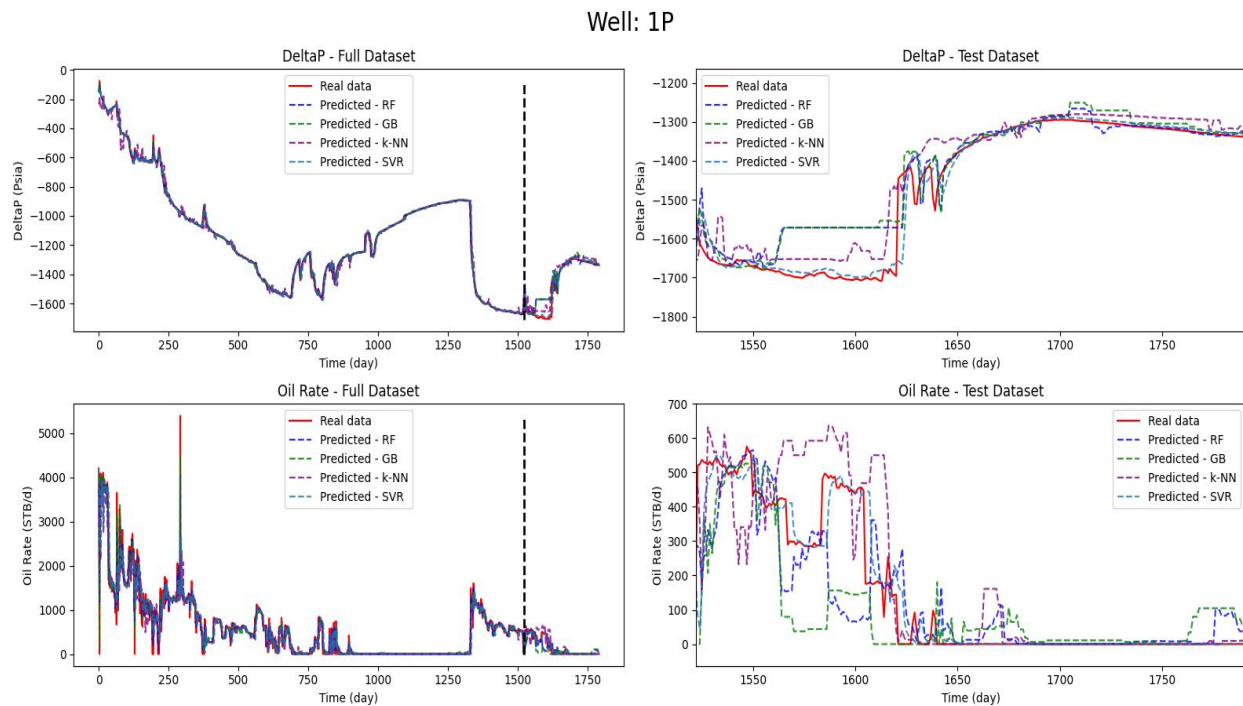 Well: 1P
DeltaP - Full Dataset
DeltaP (Psia)
0
−200
−400
−600
−800
−1000
−1200
−1400
−1600
Real data
Predicted - RF
Predicted - GB
Predicted - k-NN
Predicted - SVR
0 250 500 750 1000 1250 1500 1750
Time (day)
DeltaP - Test Dataset
DeltaP (Psia)
−1200
−1300
−1400
−1500
−1600
−1700
−1800
Real data
Predicted - RF
Predicted - GB
Predicted - k-NN
Predicted - SVR
1550 1600 1650 1700 1750
Time (day)
Oil Rate - Full Dataset
Oil Rate (STB/d)
5000
4000
3000
2000
1000
0
Real data
Predicted - RF
Predicted - GB
Predicted - k-NN
Predicted - SVR
0 250 500 750 1000 1250 1500 1750
Time (day)
Oil Rate - Test Dataset
Oil Rate (STB/d)
700
600
500
400
300
200
100
0
Real data
Predicted - RF
Predicted - GB
Predicted - k-NN
Predicted - SVR
1550 1600 1650 1700 1750
Time (day)